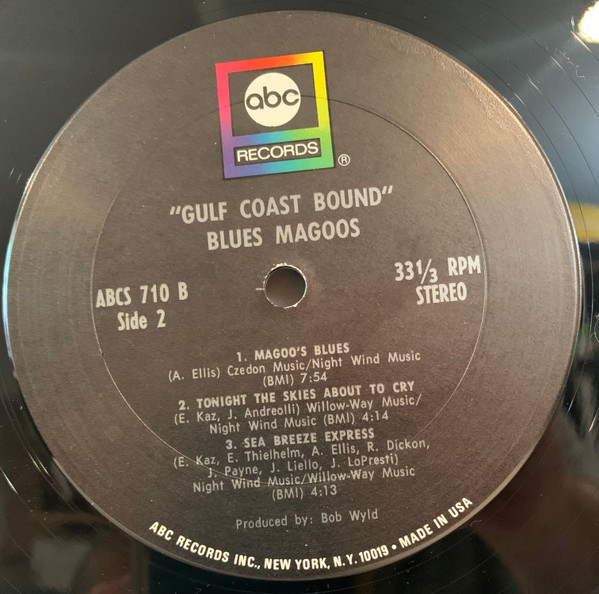 abc
RECORDS
®
"GULF COAST BOUND"
BLUES MAGOOS
ABCS 710 B
Side 2
33 1/3 RPM
STEREO
1. MAGOO'S BLUES
(A. Ellis) Czedon Music/Night Wind Music
(BMI) 7:54
2. TONIGHT THE SKIES ABOUT TO CRY
(E. Kaz, J. Andreolli) Willow-Way Music/
Night Wind Music (BMI) 4:14
3. SEA BREEZE EXPRESS
(E. Kaz, E. Thielhelm, A. Ellis, R. Dickon,
J. Payne, J. Liello, J. LoPresti)
Night Wind Music/Willow-Way Music
(BMI) 4:13
Produced by: Bob Wyld
ABC RECORDS INC., NEW YORK, N.Y. 10019 • MADE IN USA